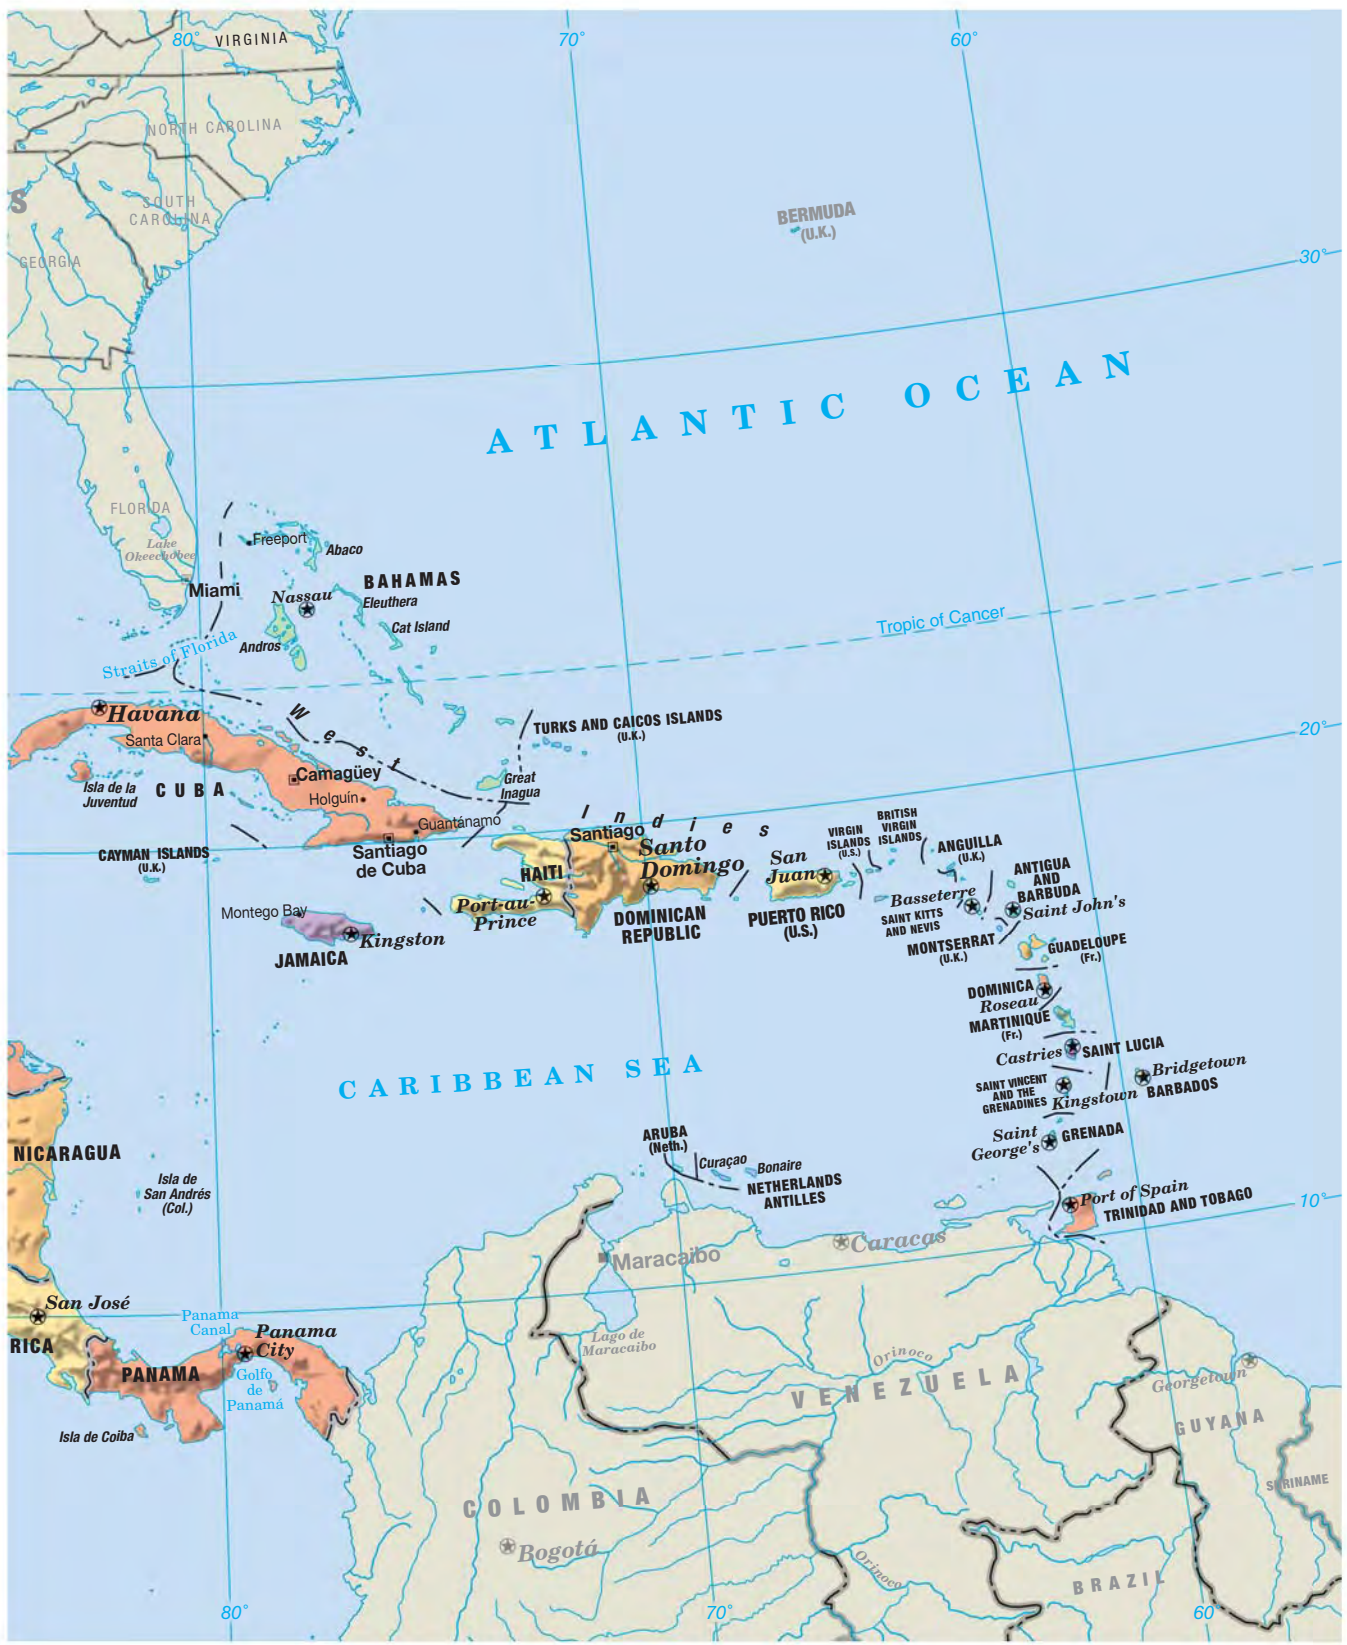 80°
VIRGINIA
70°
60°
NORTH CAROLINA
S
SOUTH
CAROLINA
BERMUDA
(U.K.)
GEORGIA
30°
ATLANTIC OCEAN
FLORIDA
Lake
Okeechobee
Freeport
Abaco
Miami
BAHAMAS
Nassau
Eleuthera
Cat Island
Andros
Straits of Florida
Tropic of Cancer
Havana
West
Indies
TURKS AND CAICOS ISLANDS
(U.K.)
20°
Santa Clara
Camagüey
Great
Inagua
Isla de la
Juventud
CUBA
Holguín
Guantánamo
Santiago
de Cuba
CAYMAN ISLANDS
(U.K.)
Santiago
Santo
Domingo
HAITI
Port-au-
Prince
DOMINICAN
REPUBLIC
San
Juan
PUERTO RICO
(U.S.)
VIRGIN
ISLANDS
(U.S.)
BRITISH
VIRGIN
ISLANDS
ANGUILLA
(U.K.)
ANTIGUA
AND
BARBUDA
Saint John's
Basseterre
SAINT KITTS
AND NEVIS
MONTSERRAT
(U.K.)
GUADELOUPE
(Fr.)
Montego Bay
Kingston
JAMAICA
DOMINICA
Roseau
MARTINIQUE
(Fr.)
Castries
SAINT LUCIA
SAINT VINCENT
AND THE
GRENADINES
Kingstown
Bridgetown
BARBADOS
CARIBBEAN SEA
Saint
George's
GRENADA
NICARAGUA
ARUBA
(Neth.)
Curaçao
Bonaire
NETHERLANDS
ANTILLES
Isla de
San Andrés
(Col.)
Port of Spain
TRINIDAD AND TOBAGO
10°
Maracaibo
Caracas
San José
Panama
Canal
Panama
City
RICA
PANAMA
Golfo
de
Panamá
Isla de Coiba
Lago de
Maracaibo
Orinoco
VENEZUELA
Georgetown
GUYANA
SURINAME
COLOMBIA
Bogotá
Orinoco
BRAZIL
80°
70°
60°